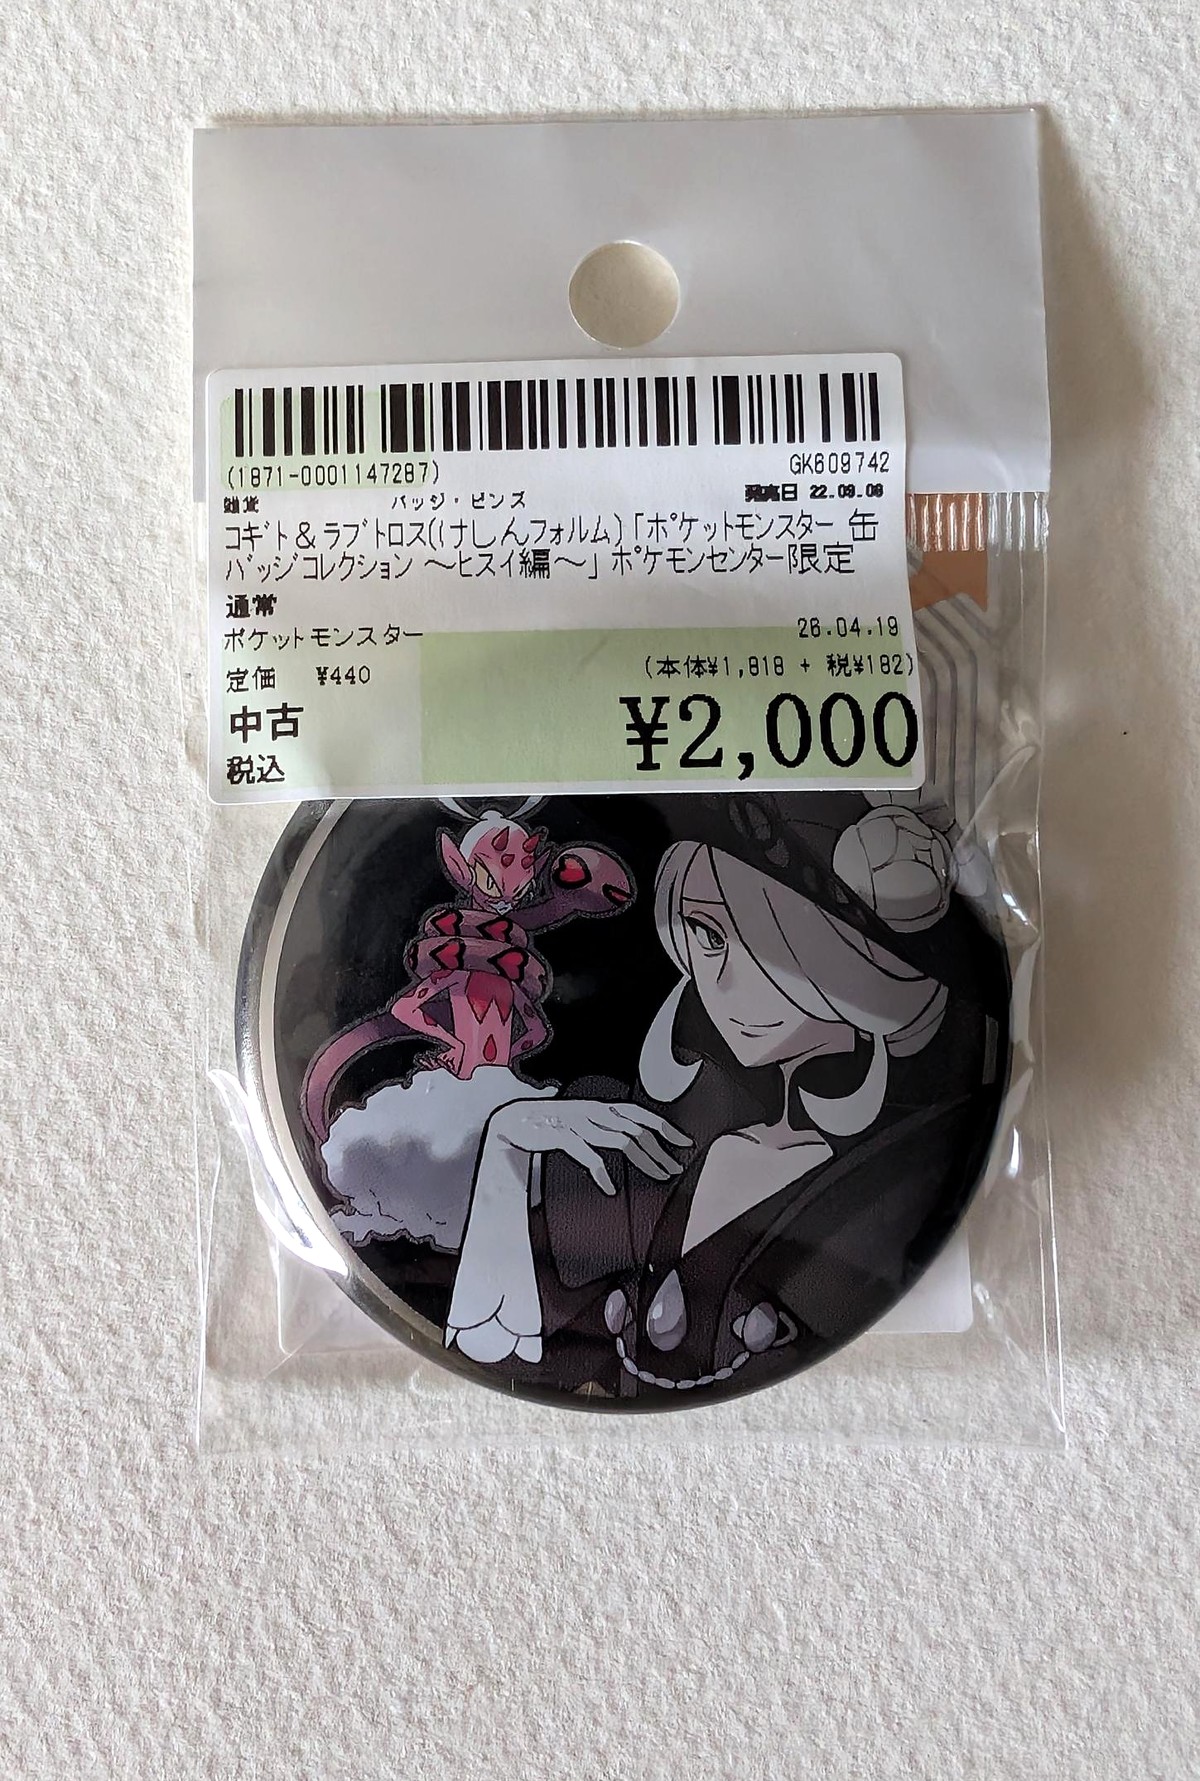 (1871-0001147287)
GK609742
雑貨
バッジ・ピンズ
発売日 22.09.08
コギト&ラブトロス(けしんフォルム)「ポケットモンスター 缶
バッジコレクション ～ヒスイ編～」ポケモンセンター限定
通常
ポケットモンスター
26.04.19
定価 ¥440
(本体¥1,818 + 税¥182)
中古
¥2,000
税込